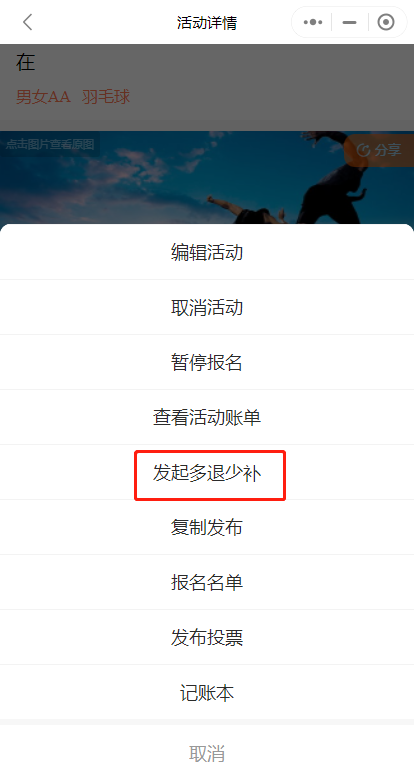 活动详情
在
男女AA 羽毛球
点击图片查看原图
分享
编辑活动
取消活动
暂停报名
查看活动账单
发起多退少补
复制发布
报名名单
发布投票
记账本
取消